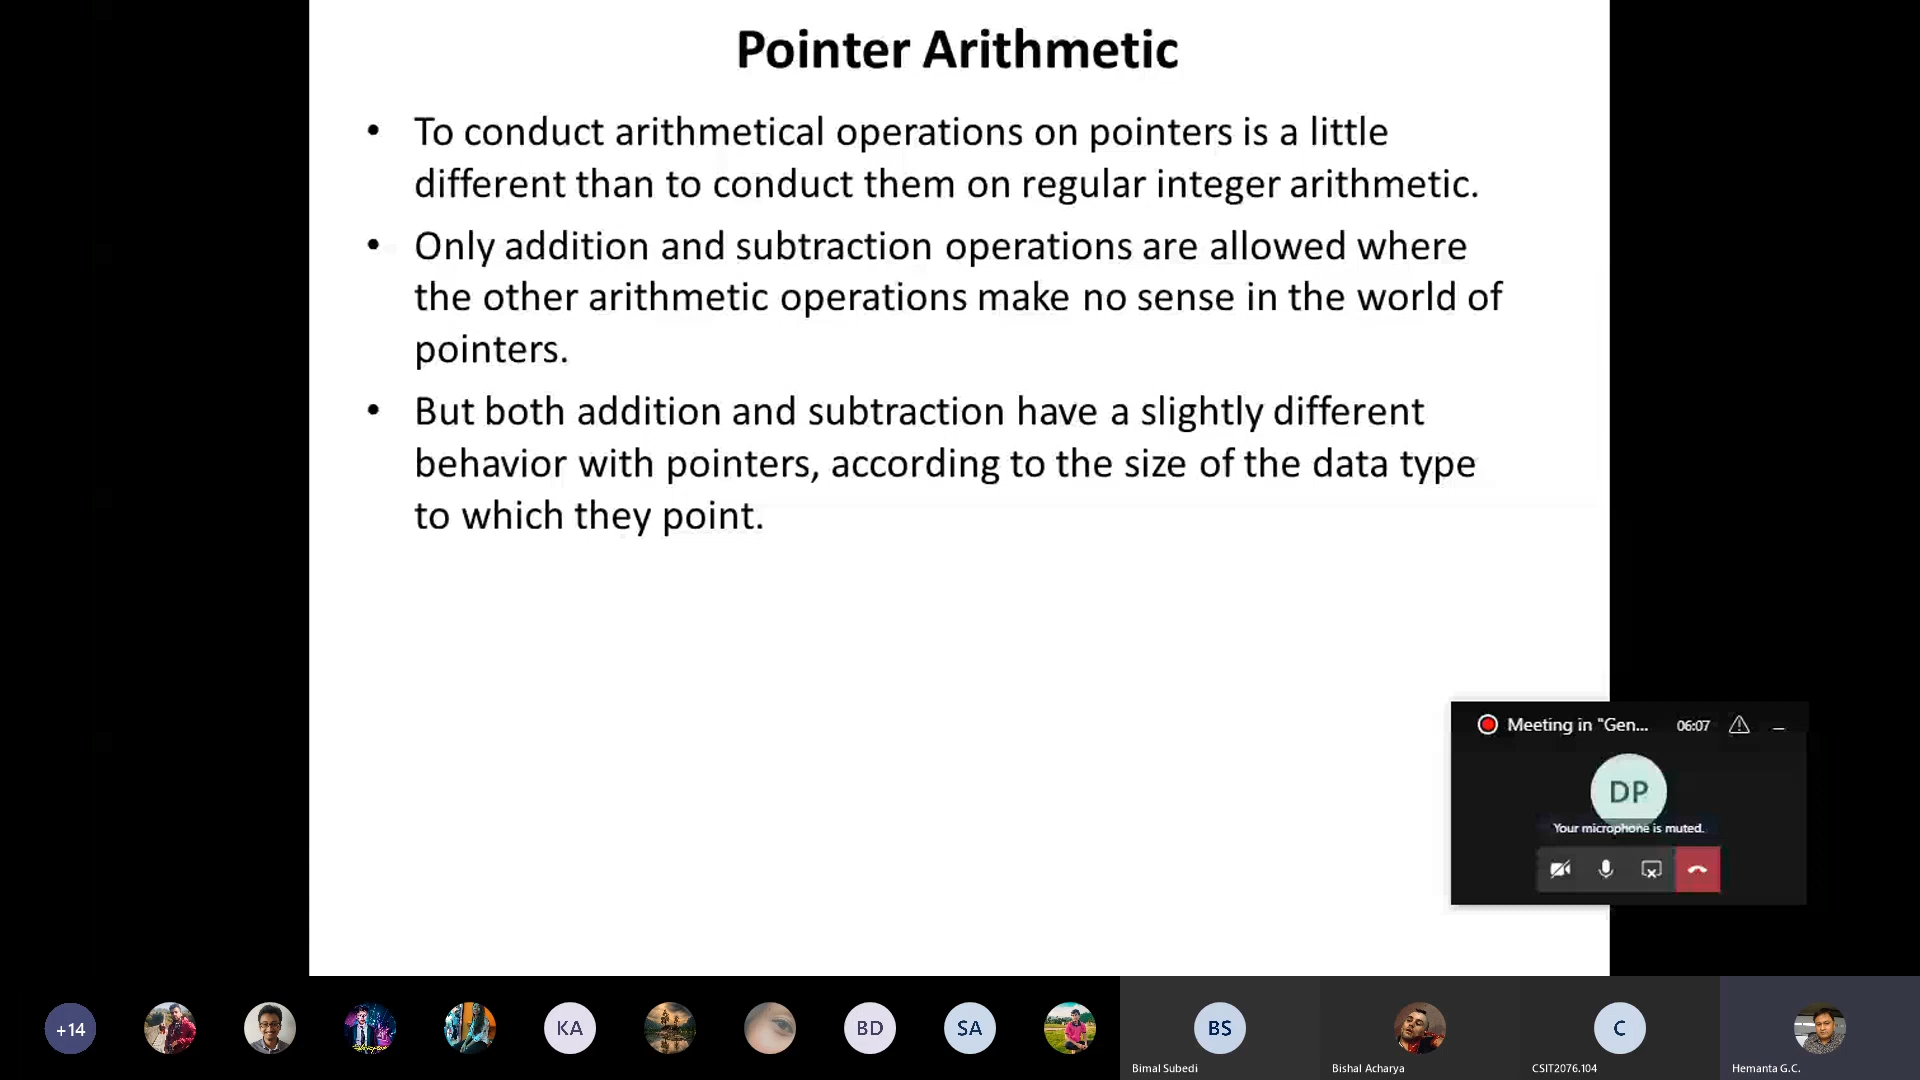 Pointer Arithmetic
• To conduct arithmetical operations on pointers is a little
different than to conduct them on regular integer arithmetic.
• Only addition and subtraction operations are allowed where
the other arithmetic operations make no sense in the world of
pointers.
• But both addition and subtraction have a slightly different
behavior with pointers, according to the size of the data type
to which they point.
Meeting in "Gen... 06:07
DP
Your microphone is muted.
+14
KA
BD
SA
BS
C
Bimal Subedi
Bishal Acharya
CSIT2076.104
Hemanta G.C.